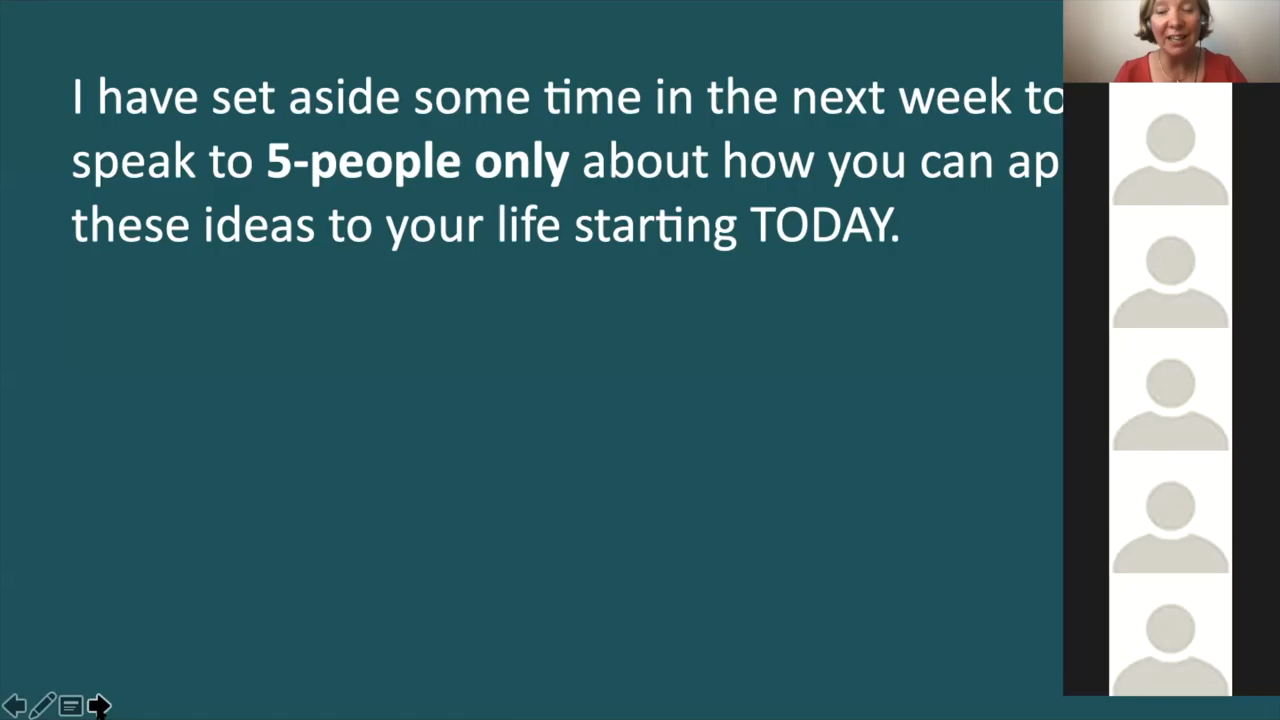 I have set aside some time in the next week to
speak to 5-people only about how you can ap
these ideas to your life starting TODAY.